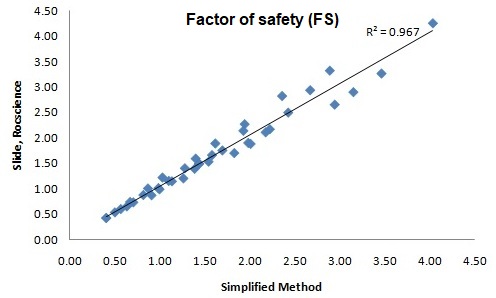 Factor of safety (FS)
R² = 0.967
4.50
4.00
3.50
3.00
2.50
2.00
1.50
1.00
0.50
0.00
Slide, Rocscience
0.00 0.50 1.00 1.50 2.00 2.50 3.00 3.50 4.00 4.50
Simplified Method